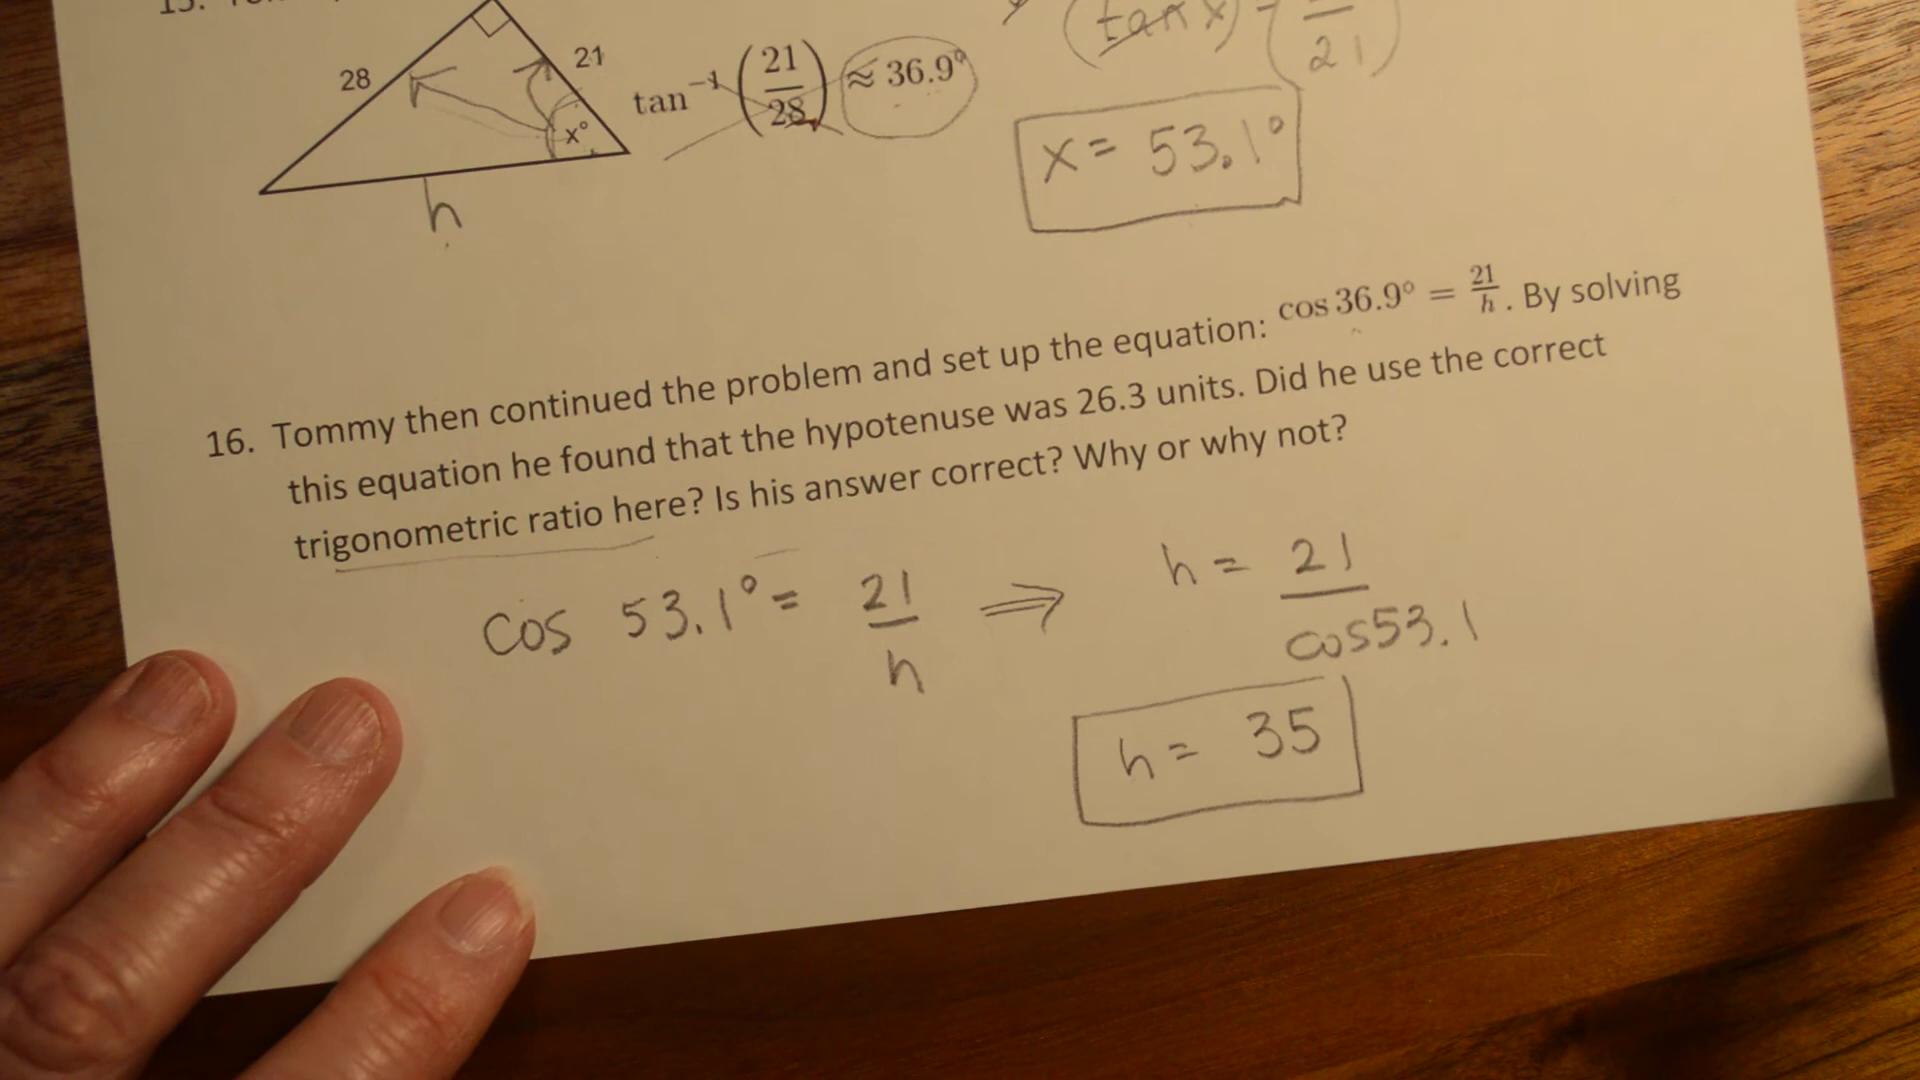 15.
(tan x) = ( / 21 )
28
21
tan⁻¹ (21/28) ≈ 36.9°
x°
x = 53.1°
h
16. Tommy then continued the problem and set up the equation: cos 36.9° = 21/h. By solving
this equation he found that the hypotenuse was 26.3 units. Did he use the correct
trigonometric ratio here? Is his answer correct? Why or why not?
cos 53.1° = 21/h ⇒ h = 21/cos53.1
h = 35